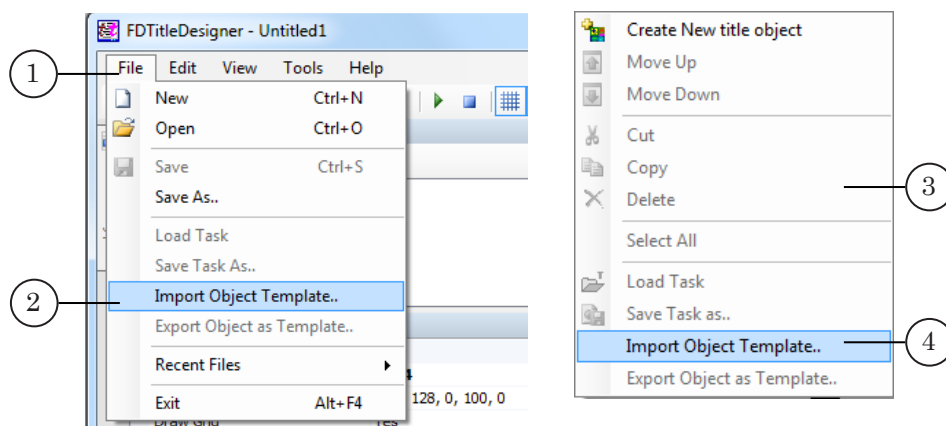 FDTitleDesigner - Untitled1
1
File Edit View Tools Help
New Ctrl+N
Open Ctrl+O
Save Ctrl+S
Save As..
Load Task
Save Task As..
2
Import Object Template..
Export Object as Template..
Recent Files
128, 0, 100, 0
Exit Alt+F4
Draw Grid Yes
Create New title object
Move Up
Move Down
Cut
Copy
3
Delete
Select All
Load Task
Save Task as..
Import Object Template..
4
Export Object as Template..